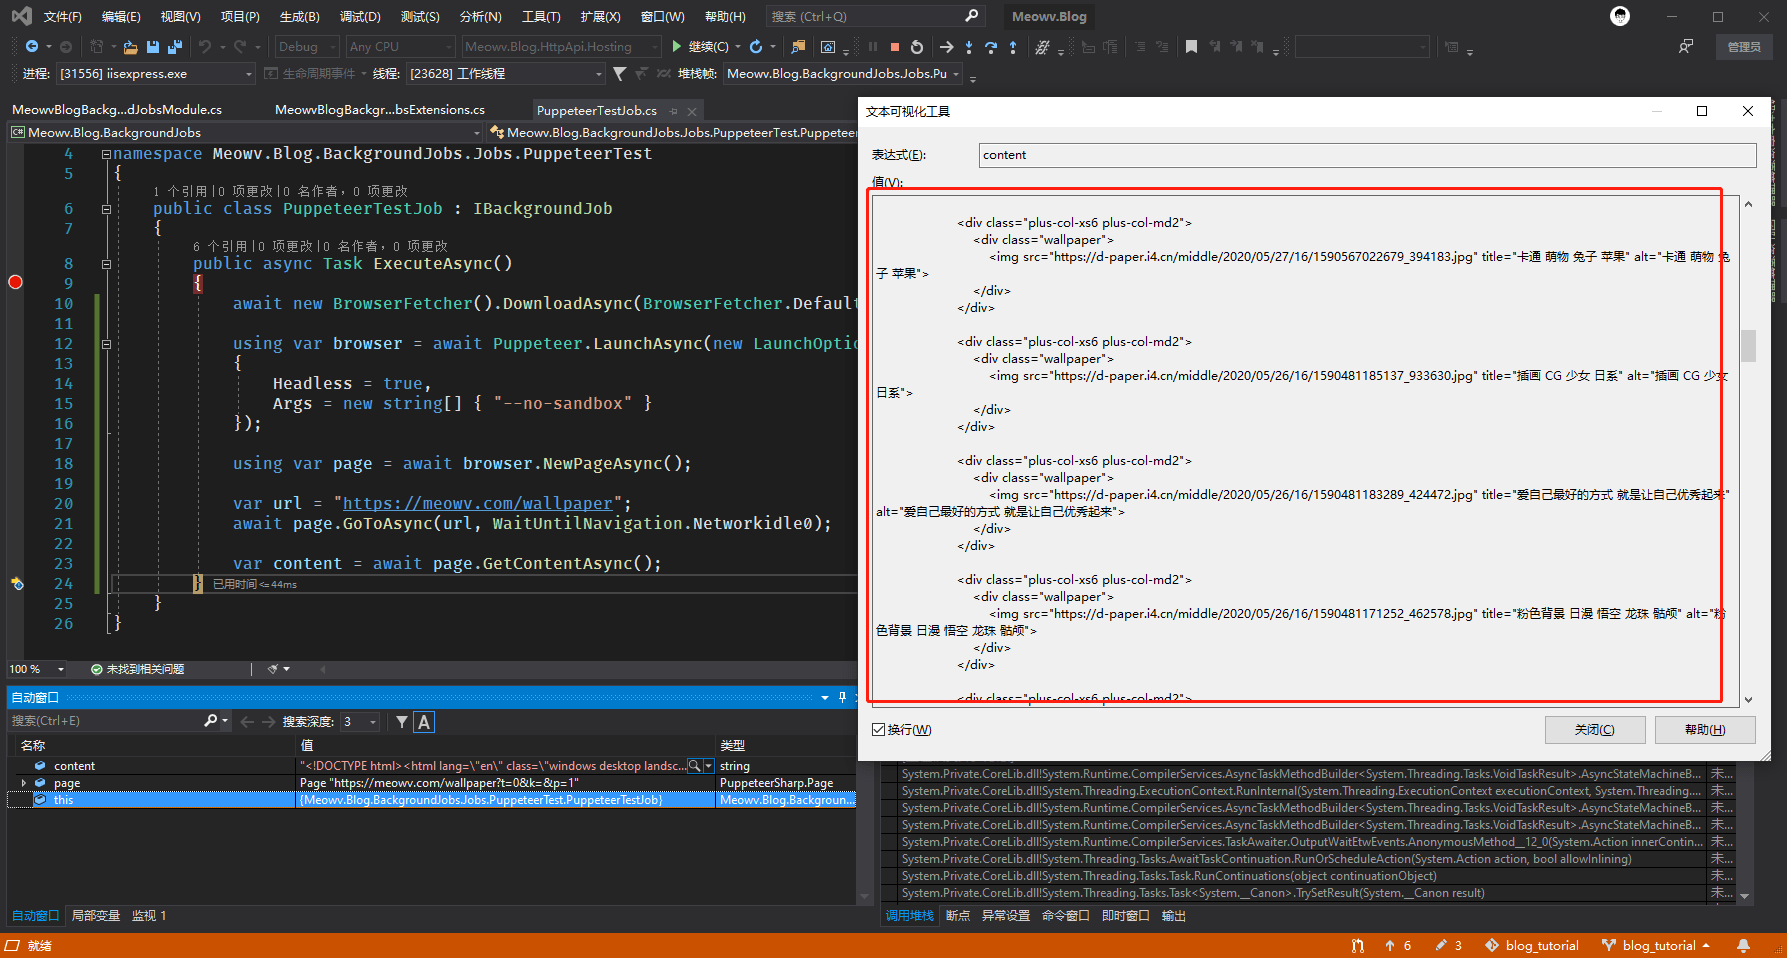 文件(F) 编辑(E) 视图(V) 项目(P) 生成(B) 调试(D) 测试(S) 分析(N) 工具(T) 扩展(X) 窗口(W) 帮助(H) 搜索 (Ctrl+Q) Meowv.Blog
Debug Any CPU Meowv.Blog.HttpApi.Hosting 继续(C) 管理员
进程: [31556] iisexpress.exe 生命周期事件 线程: [23628] 工作线程 堆栈帧: Meowv.Blog.BackgroundJobs.Jobs.Pu
MeowvBlogBackg...dJobsModule.cs MeowvBlogBackgr...bsExtensions.cs PuppeteerTestJob.cs
C# Meowv.Blog.BackgroundJobs Meowv.Blog.BackgroundJobs.Jobs.PuppeteerTest.Puppeteer
4 namespace Meowv.Blog.BackgroundJobs.Jobs.PuppeteerTest
5 {
1 个引用|0 项更改|0 名作者，0 项更改
6 public class PuppeteerTestJob : IBackgroundJob
7 {
6 个引用|0 项更改|0 名作者，0 项更改
8 public async Task ExecuteAsync()
9 {
10 await new BrowserFetcher().DownloadAsync(BrowserFetcher.Default
11
12 using var browser = await Puppeteer.LaunchAsync(new LaunchOptio
13 {
14 Headless = true,
15 Args = new string[] { "--no-sandbox" }
16 });
17
18 using var page = await browser.NewPageAsync();
19
20 var url = "https://meowv.com/wallpaper";
21 await page.GoToAsync(url, WaitUntilNavigation.Networkidle0);
22
23 var content = await page.GetContentAsync();
24 } 已用时间<=44ms
25 }
26 }
100 % 未找到相关问题
文本可视化工具
表达式(E): content
值(V):
<div class="plus-col-xs6 plus-col-md2">
<div class="wallpaper">
<img src="https://d-paper.i4.cn/middle/2020/05/27/16/1590567022679_394183.jpg" title="卡通 萌物 兔子 苹果" alt="卡通 萌物 兔
子 苹果">
</div>
</div>
<div class="plus-col-xs6 plus-col-md2">
<div class="wallpaper">
<img src="https://d-paper.i4.cn/middle/2020/05/26/16/1590481185137_933630.jpg" title="插画 CG 少女 日系" alt="插画 CG 少女
日系">
</div>
</div>
<div class="plus-col-xs6 plus-col-md2">
<div class="wallpaper">
<img src="https://d-paper.i4.cn/middle/2020/05/26/16/1590481183289_424472.jpg" title="爱自己最好的方式 就是让自己优秀起来"
alt="爱自己最好的方式 就是让自己优秀起来">
</div>
</div>
<div class="plus-col-xs6 plus-col-md2">
<div class="wallpaper">
<img src="https://d-paper.i4.cn/middle/2020/05/26/16/1590481171252_462578.jpg" title="粉色背景 日漫 悟空 龙珠 骷颅" alt="粉
色背景 日漫 悟空 龙珠 骷颅">
</div>
</div>
<div class="plus-col-xs6 plus-col-md2">
换行(W) 关闭(C) 帮助(H)
自动窗口
搜索(Ctrl+E) 搜索深度: 3 A
名称 值 类型
content "<!DOCTYPE html><html lang=\"en\" class=\"windows desktop landsc... string
page Page "https://meowv.com/wallpaper?t=0&k=&p=1" PuppeteerSharp.Page
this {Meowv.Blog.BackgroundJobs.Jobs.PuppeteerTest.PuppeteerTestJob} Meowv.Blog.Backgroun...
System.Private.CoreLib.dll!System.Runtime.CompilerServices.AsyncTaskMethodBuilder<System.Threading.Tasks.VoidTaskResult>.AsyncStateMachineB... 未...
System.Private.CoreLib.dll!System.Threading.ExecutionContext.RunInternal(System.Threading.ExecutionContext executionContext, System.Threading.... 未...
System.Private.CoreLib.dll!System.Runtime.CompilerServices.AsyncTaskMethodBuilder<System.Threading.Tasks.VoidTaskResult>.AsyncStateMachineB... 未...
System.Private.CoreLib.dll!System.Runtime.CompilerServices.AsyncTaskMethodBuilder<System.Threading.Tasks.VoidTaskResult>.AsyncStateMachineB... 未...
System.Private.CoreLib.dll!System.Runtime.CompilerServices.TaskAwaiter.OutputWaitEtwEvents.AnonymousMethod__12_0(System.Action innerContin... 未...
System.Private.CoreLib.dll!System.Threading.Tasks.AwaitTaskContinuation.RunOrScheduleAction(System.Action action, bool allowInlining) 未...
System.Private.CoreLib.dll!System.Threading.Tasks.Task.RunContinuations(object continuationObject) 未...
System.Private.CoreLib.dll!System.Threading.Tasks.Task<System.__Canon>.TrySetResult(System.__Canon result) 未...
自动窗口 局部变量 监视 1 调用堆栈 断点 异常设置 命令窗口 即时窗口 输出
就绪 6 3 blog_tutorial blog_tutorial